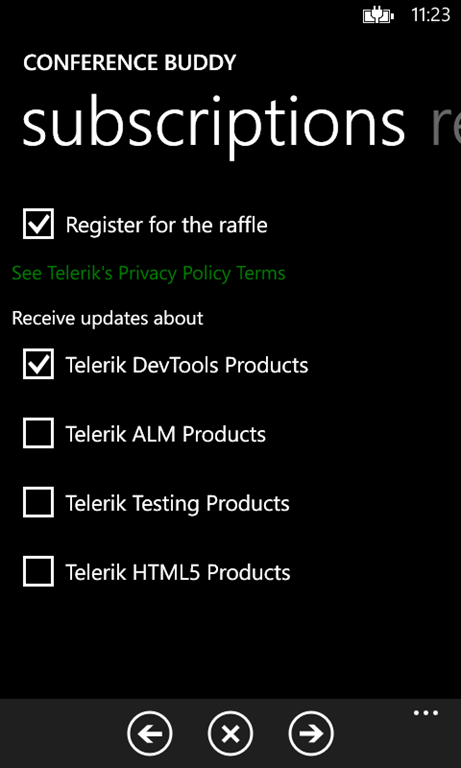 11:23
CONFERENCE BUDDY
subscriptions re
Register for the raffle
See Telerik's Privacy Policy Terms
Receive updates about
Telerik DevTools Products
Telerik ALM Products
Telerik Testing Products
Telerik HTML5 Products